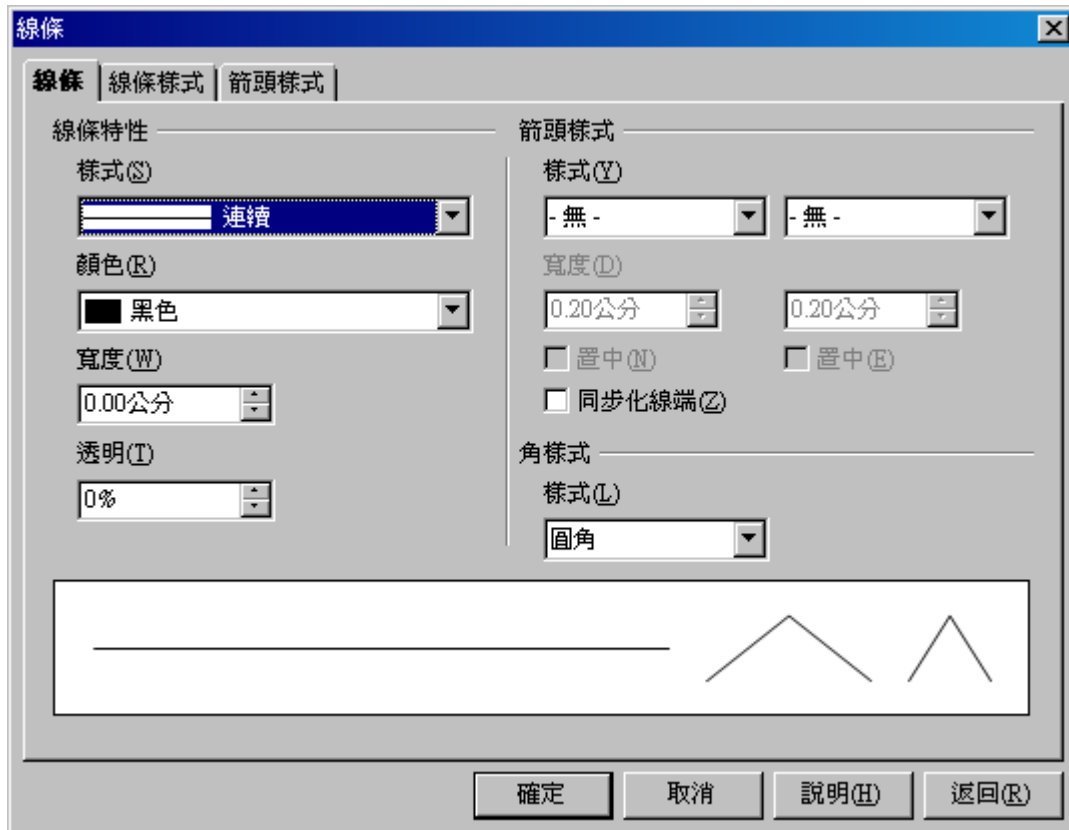 線條
線條 線條樣式 箭頭樣式
線條特性
樣式(S)
連續
顏色(R)
黑色
寬度(W)
0.00公分
透明(T)
0%
箭頭樣式
樣式(Y)
- 無 - - 無 -
寬度(D)
0.20公分 0.20公分
置中(N) 置中(E)
同步化線端(Z)
角樣式
樣式(L)
圓角
確定 取消 說明(H) 返回(R)